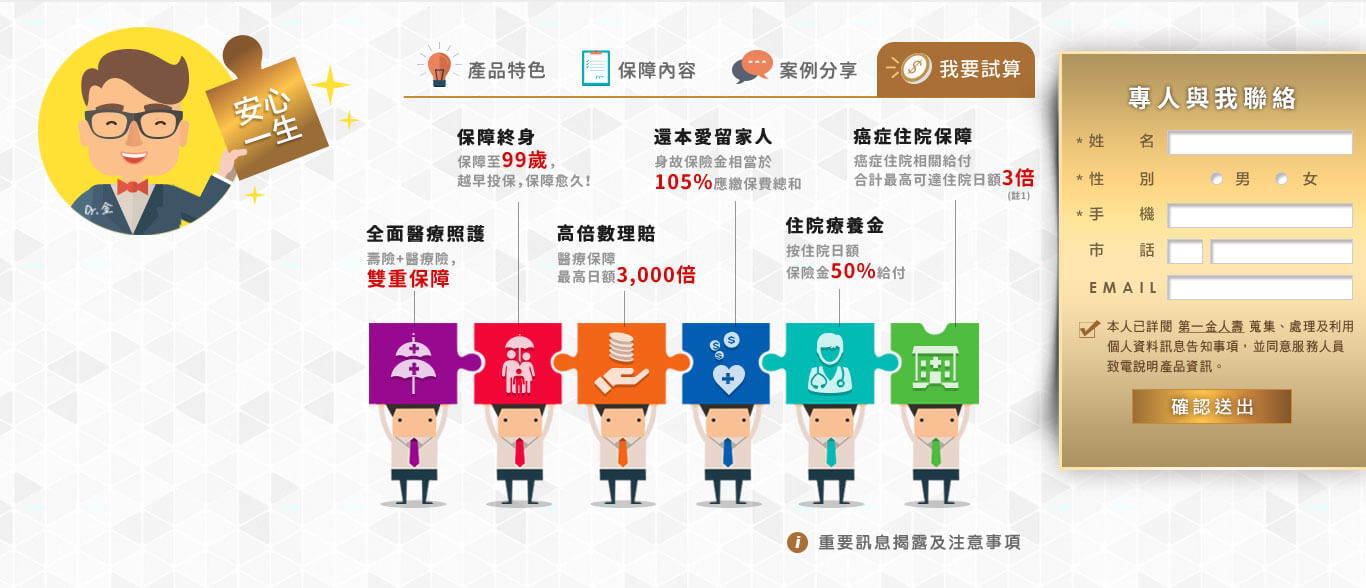 安心
一生
Dr.全
產品特色
保障內容
案例分享
我要試算
保障終身
保障至99歲,
越早投保,保障愈久!
還本愛留家人
身故保險金相當於
105%應繳保費總和
癌症住院保障
癌症住院相關給付
合計最高可達住院日額3倍
(註1)
全面醫療照護
壽險+醫療險,
雙重保障
高倍數理賠
醫療保障
最高日額3,000倍
住院療養金
按住院日額
保險金50%給付
重要訊息揭露及注意事項
專人與我聯絡
*姓 名
*性 別 男 女
*手 機
市 話
EMAIL
本人已詳閱 第一金人壽 蒐集、處理及利用
個人資料訊息告知事項，並同意服務人員
致電說明產品資訊。
確認送出